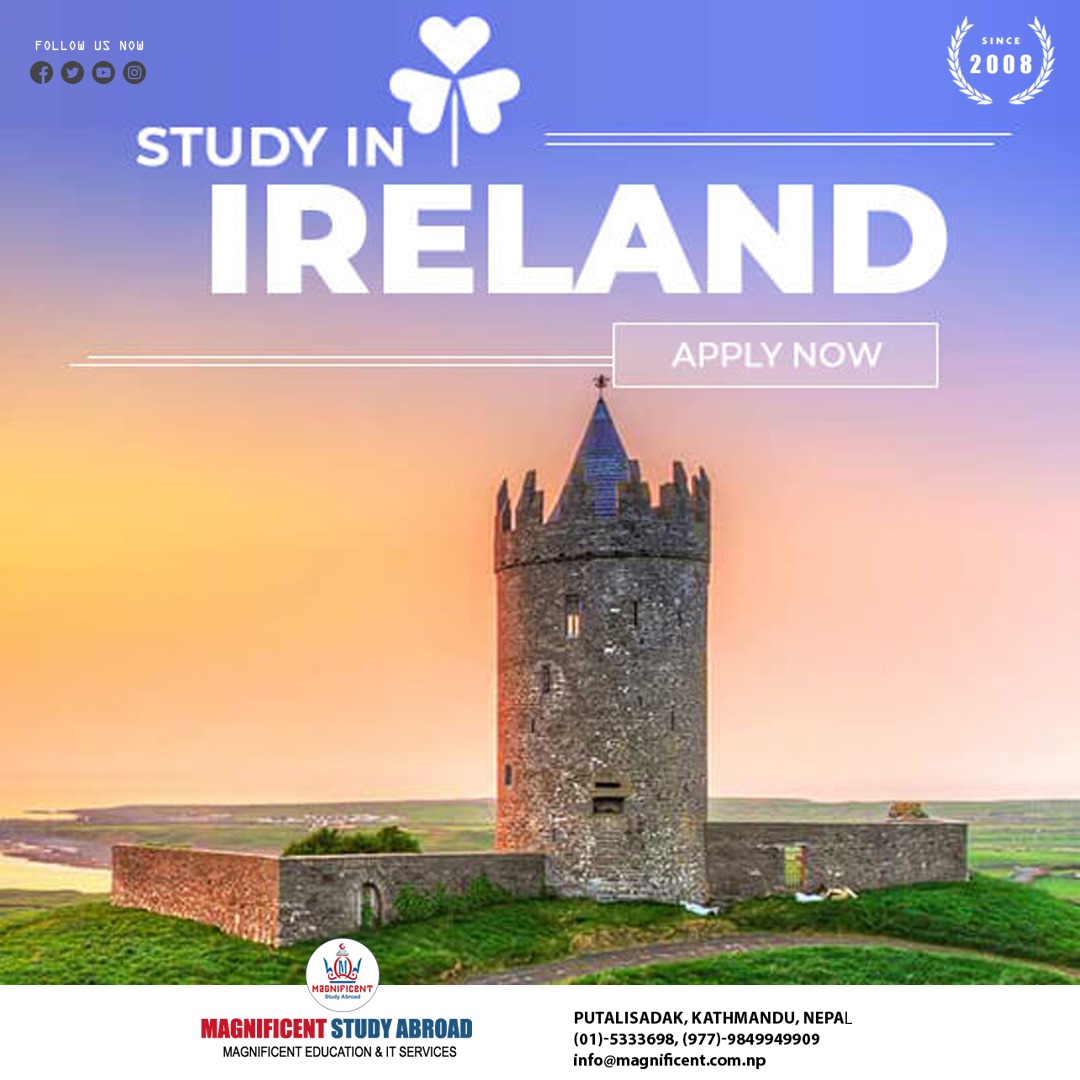 FOLLOW US NOW
SINCE
2008
STUDY IN
IRELAND
APPLY NOW
MAGNIFICENT
Study Abroad
MAGNIFICENT STUDY ABROAD
MAGNIFICENT EDUCATION & IT SERVICES
PUTALISADAK, KATHMANDU, NEPAL
(01)-5333698, (977)-9849949909
info@magnificent.com.np